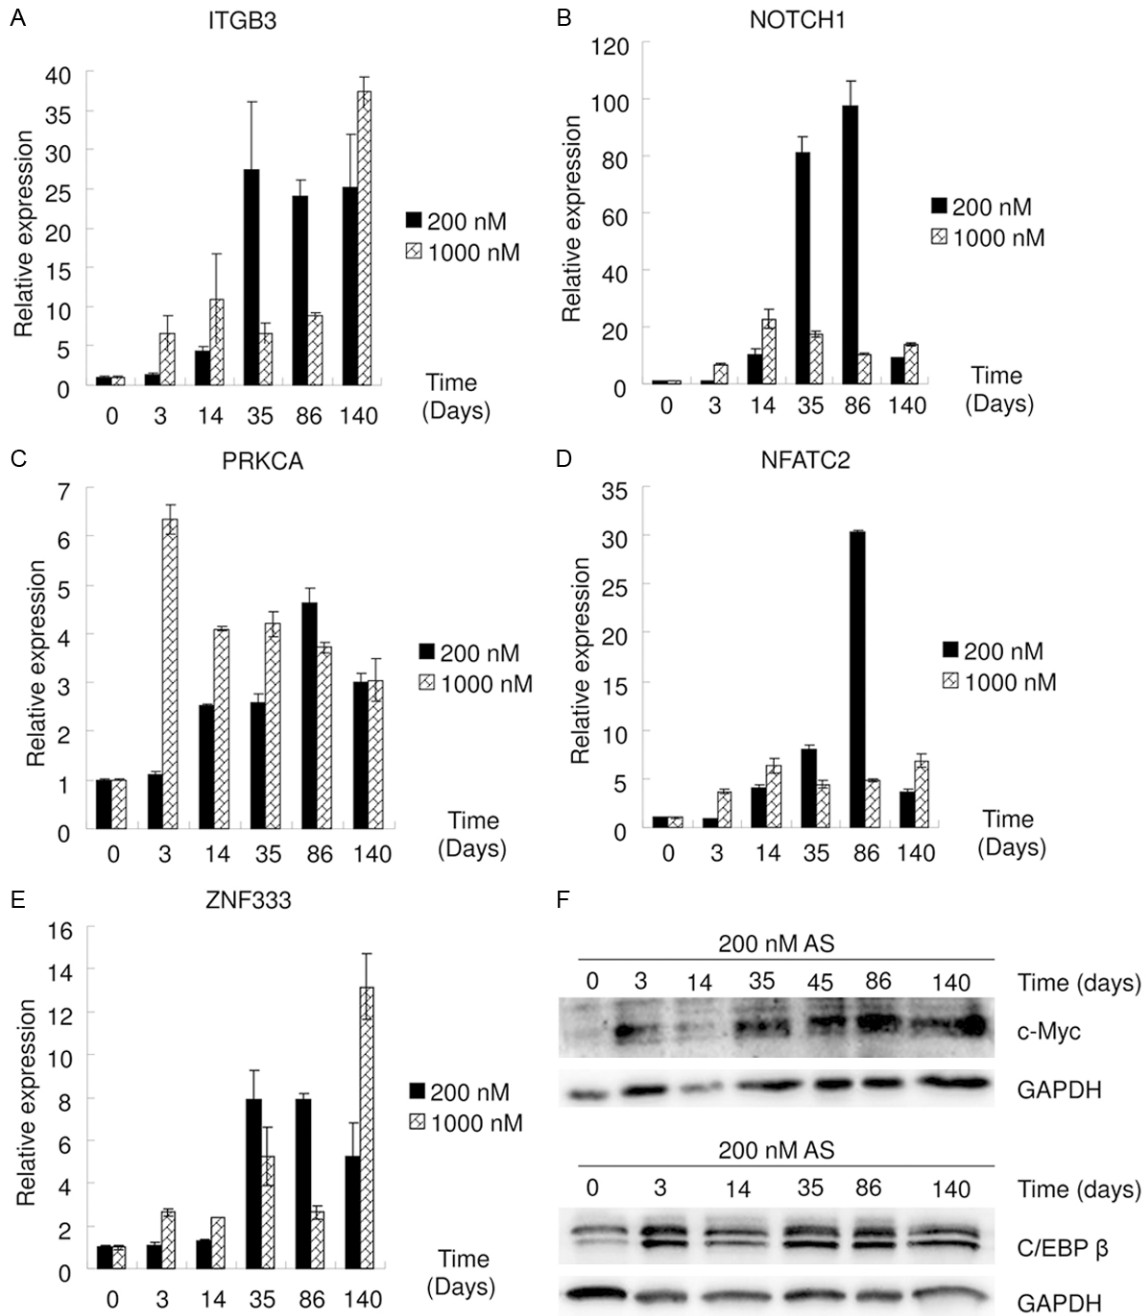 A
ITGB3
Relative expression
40
35
30
25
20
15
10
5
0
0 3 14 35 86 140
Time
(Days)
200 nM
1000 nM
B
NOTCH1
Relative expression
120
100
80
60
40
20
0
0 3 14 35 86 140
Time
(Days)
200 nM
1000 nM
C
PRKCA
Relative expression
7
6
5
4
3
2
1
0
0 3 14 35 86 140
Time
(Days)
200 nM
1000 nM
D
NFATC2
Relative expression
35
30
25
20
15
10
5
0
0 3 14 35 86 140
Time
(Days)
200 nM
1000 nM
E
ZNF333
Relative expression
16
14
12
10
8
6
4
2
0
0 3 14 35 86 140
Time
(Days)
200 nM
1000 nM
F
200 nM AS
0 3 14 35 45 86 140 Time (days)
c-Myc
GAPDH
200 nM AS
0 3 14 35 86 140 Time (days)
C/EBP β
GAPDH